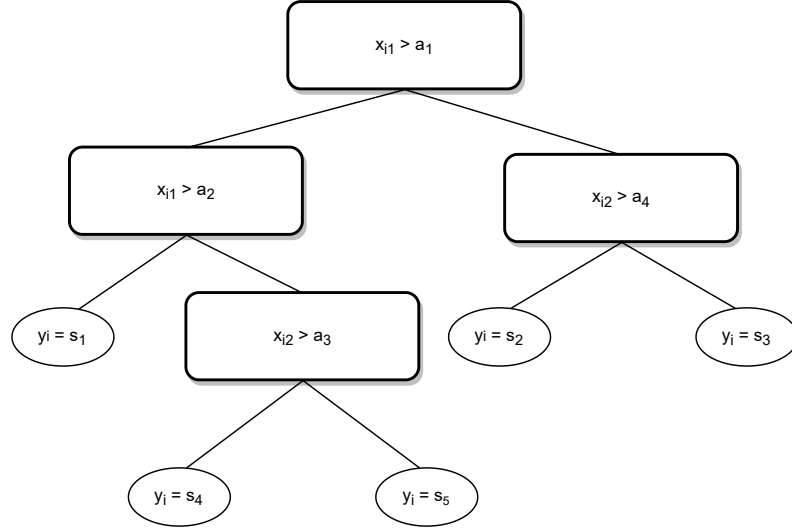 x_i1 > a_1
x_i1 > a_2
x_i2 > a_4
y_i = s_1
x_i2 > a_3
y_i = s_2
y_i = s_3
y_i = s_4
y_i = s_5